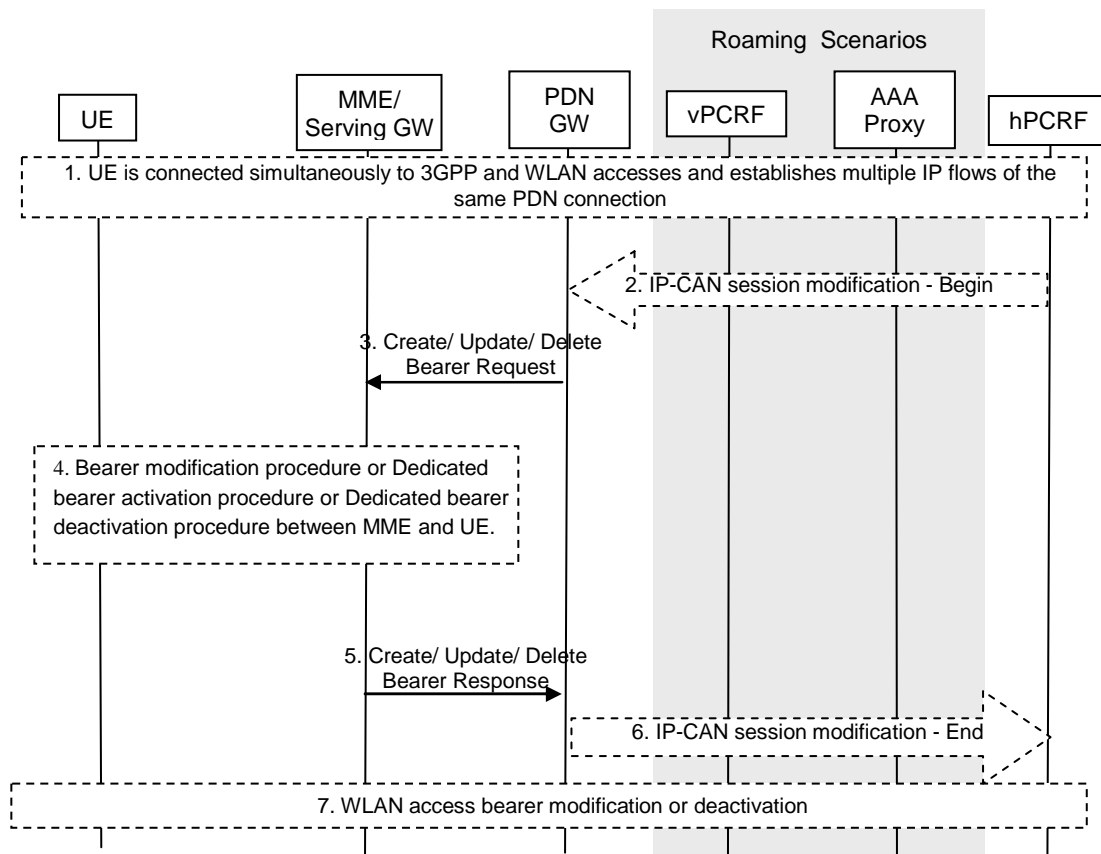 Roaming Scenarios
UE
MME/
Serving GW
PDN
GW
vPCRF
AAA
Proxy
hPCRF
1. UE is connected simultaneously to 3GPP and WLAN accesses and establishes multiple IP flows of the
same PDN connection
2. IP-CAN session modification - Begin
3. Create/ Update/ Delete
Bearer Request
4. Bearer modification procedure or Dedicated
bearer activation procedure or Dedicated bearer
deactivation procedure between MME and UE.
5. Create/ Update/ Delete
Bearer Response
6. IP-CAN session modification - End
7. WLAN access bearer modification or deactivation